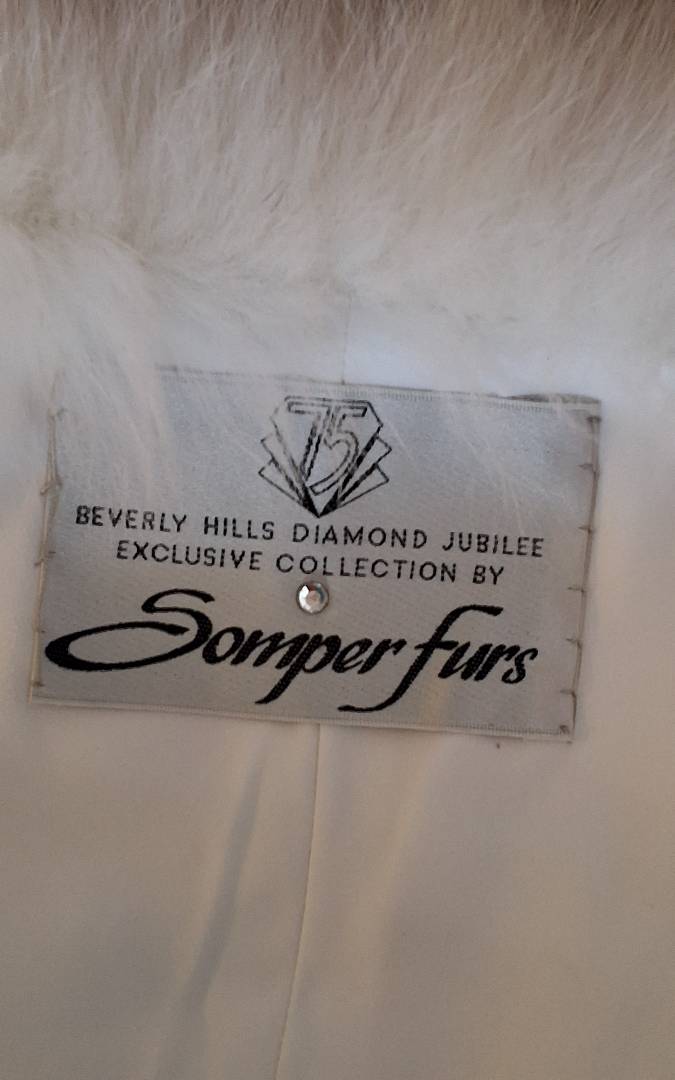 75
BEVERLY HILLS DIAMOND JUBILEE
EXCLUSIVE COLLECTION BY
Somper furs